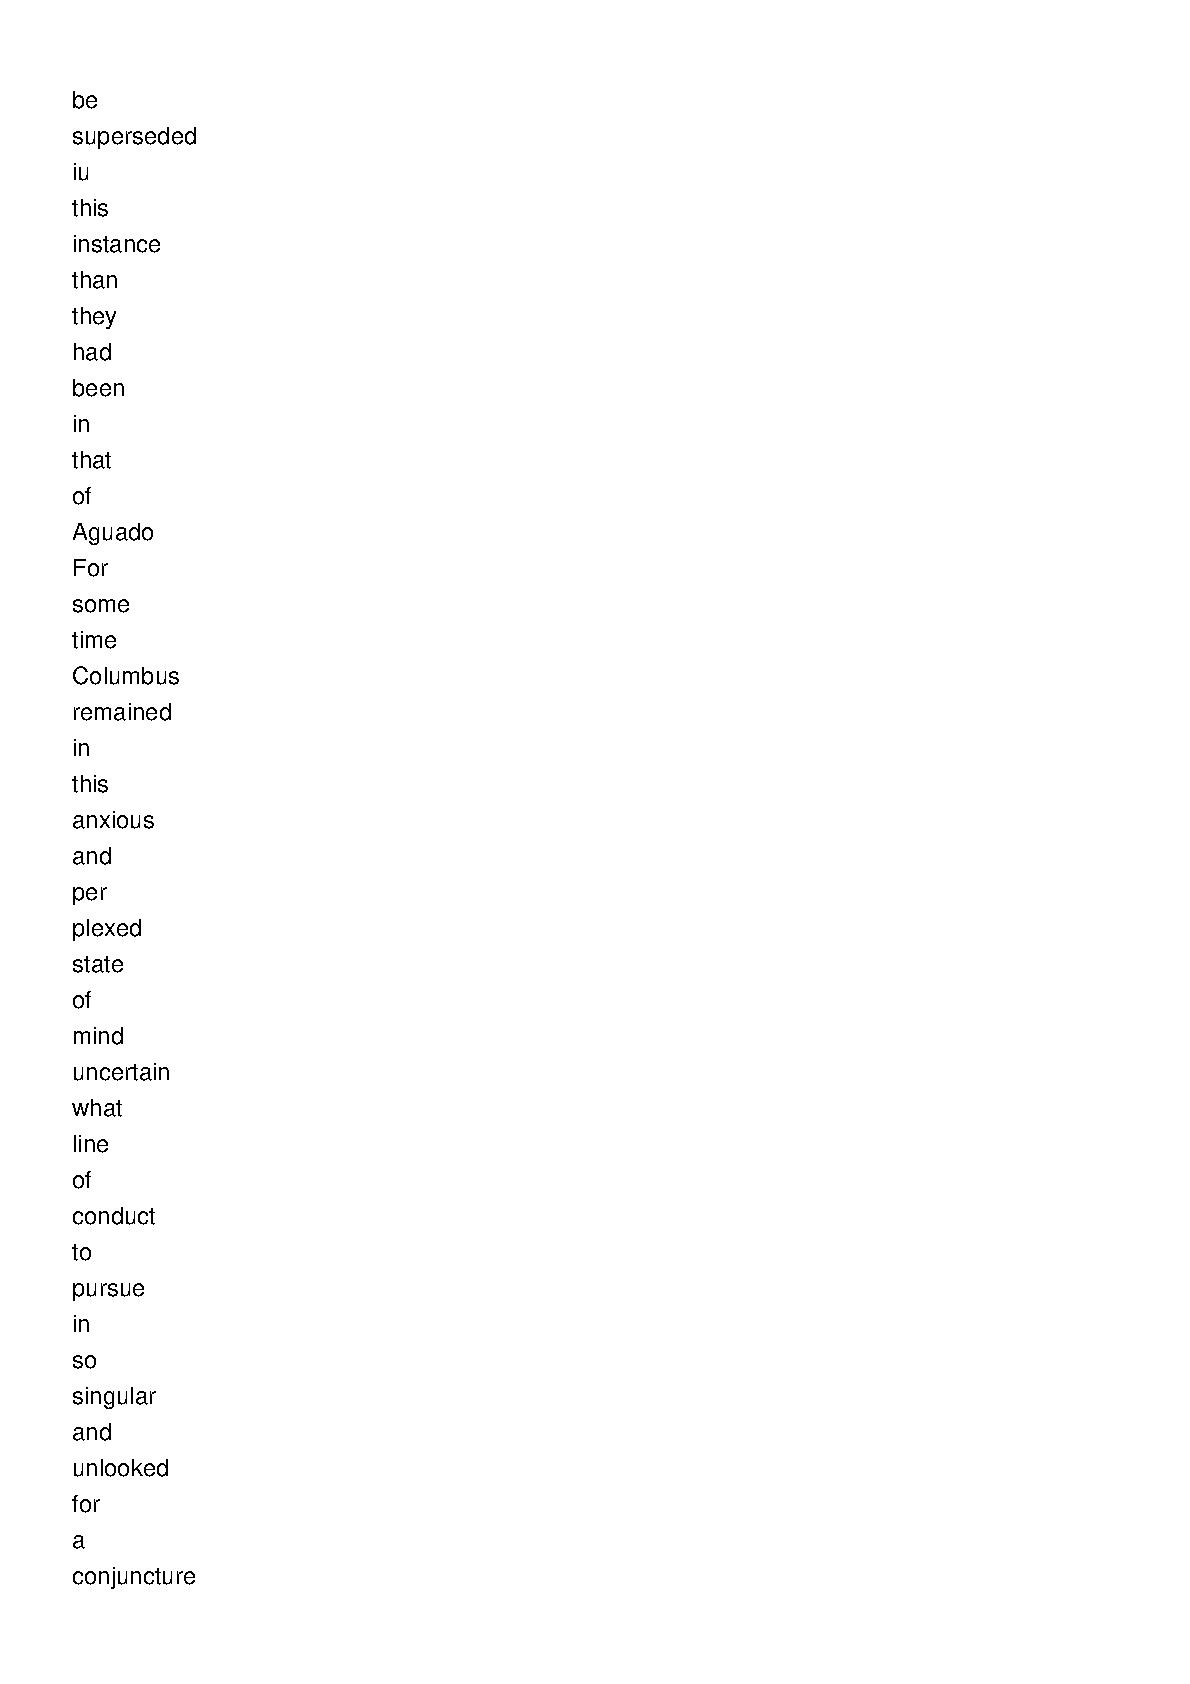 be
superseded
iu
this
instance
than
they
had
been
in
that
of
Aguado
For
some
time
Columbus
remained
in
this
anxious
and
per
plexed
state
of
mind
uncertain
what
line
of
conduct
to
pursue
in
so
singular
and
unlooked
for
a
conjuncture